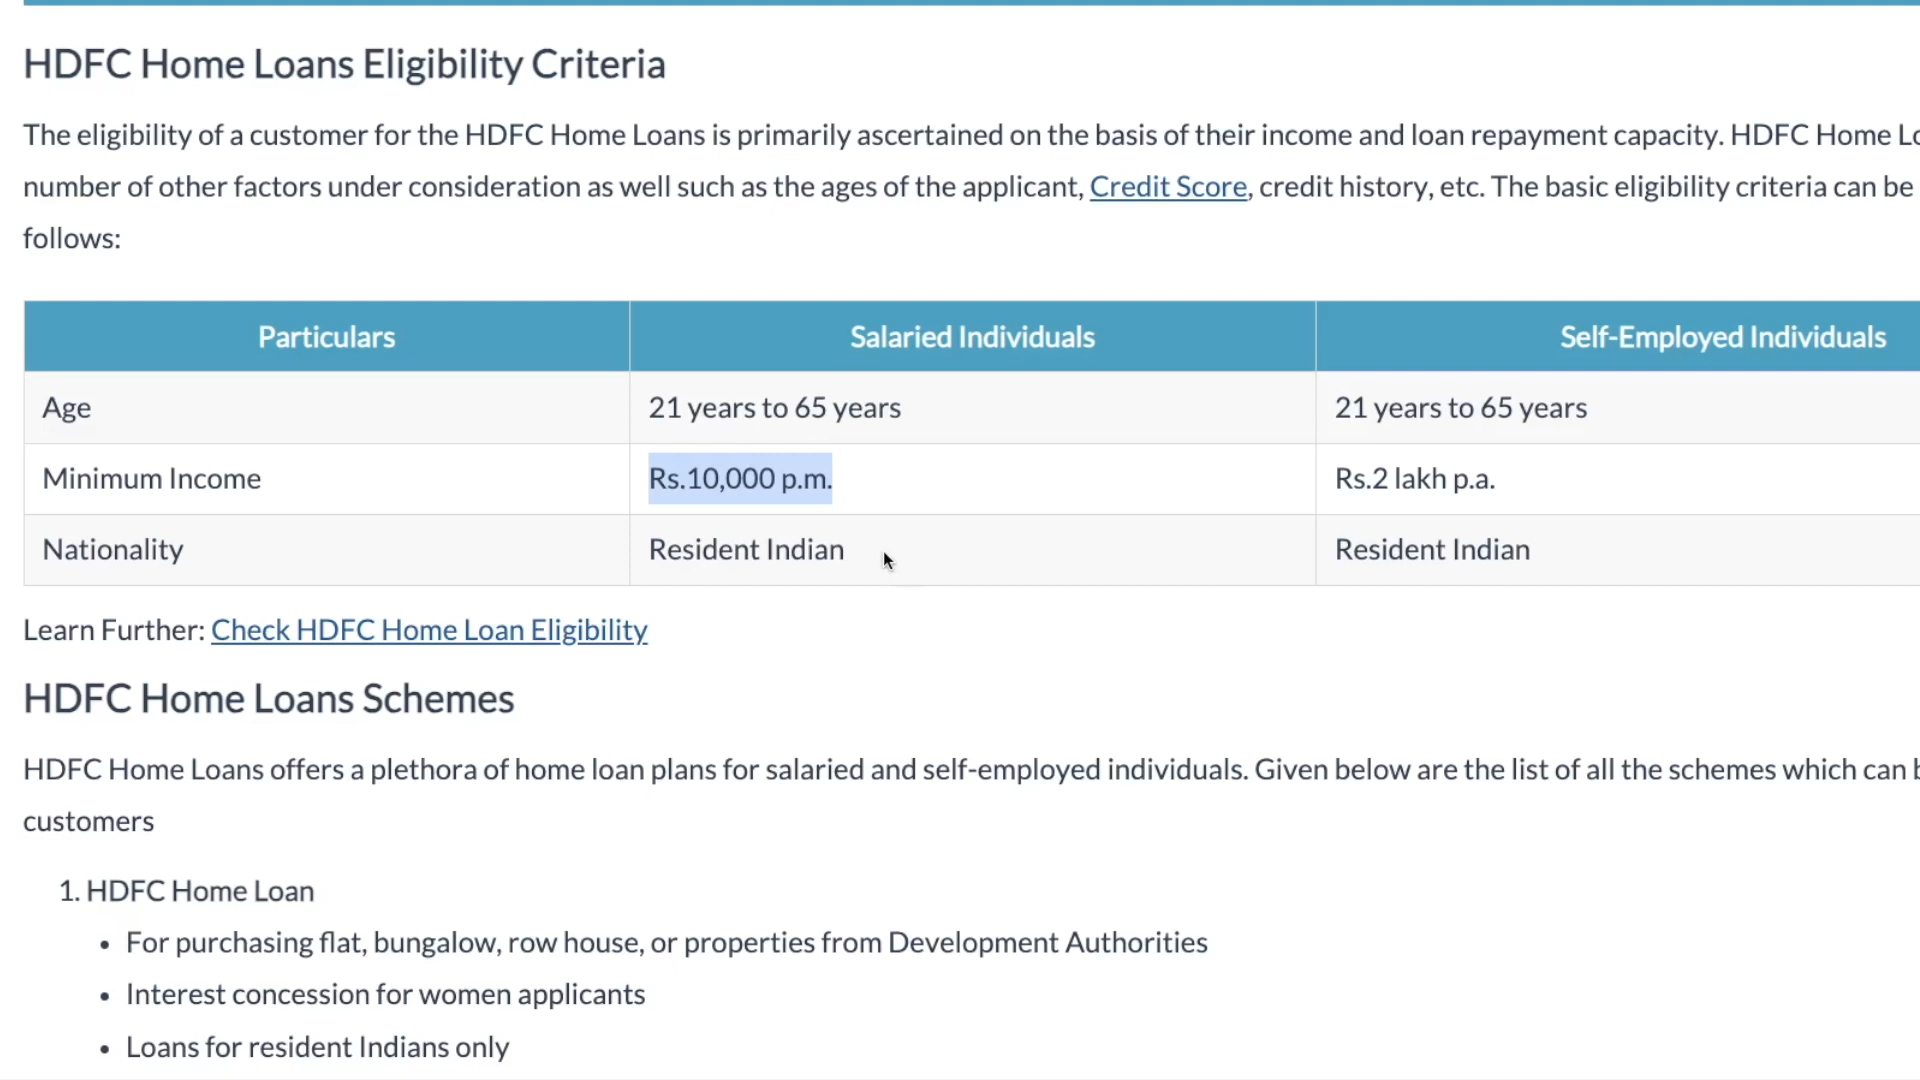 HDFC Home Loans Eligibility Criteria
The eligibility of a customer for the HDFC Home Loans is primarily ascertained on the basis of their income and loan repayment capacity. HDFC Home
number of other factors under consideration as well such as the ages of the applicant, Credit Score, credit history, etc. The basic eligibility criteria can be
follows:
Particulars Salaried Individuals Self-Employed Individuals
Age 21 years to 65 years 21 years to 65 years
Minimum Income Rs.10,000 p.m. Rs.2 lakh p.a.
Nationality Resident Indian Resident Indian
Learn Further: Check HDFC Home Loan Eligibility
HDFC Home Loans Schemes
HDFC Home Loans offers a plethora of home loan plans for salaried and self-employed individuals. Given below are the list of all the schemes which can
customers
1. HDFC Home Loan
• For purchasing flat, bungalow, row house, or properties from Development Authorities
• Interest concession for women applicants
• Loans for resident Indians only